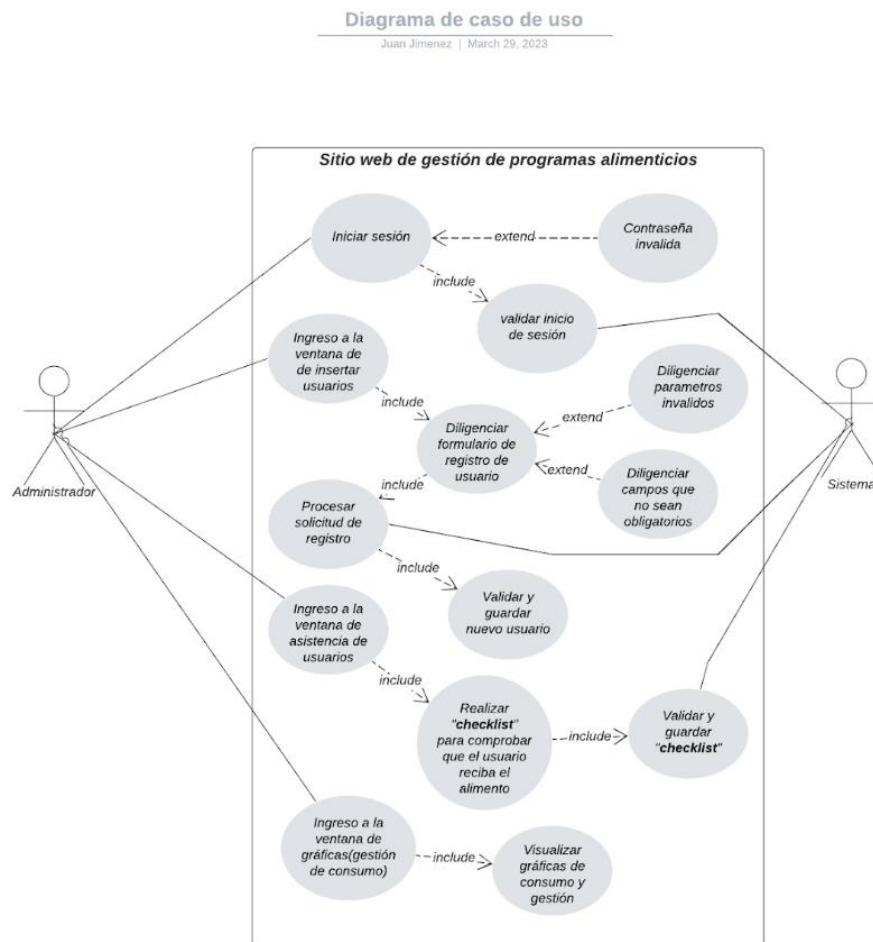 Diagrama de caso de uso
Juan Jimenez | March 29, 2023
Sitio web de gestión de programas alimenticios
Iniciar sesión
extend
Contraseña
invalida
include
validar inicio
de sesión
Ingreso a la
ventana de
de insertar
usuarios
include
Diligenciar
parametros
invalidos
extend
Diligenciar
formulario de
registro de
usuario
extend
Diligenciar
campos que
no sean
obligatorios
include
Administrador
Sistema
Procesar
solicitud de
registro
include
Validar y
guardar
nuevo usuario
Ingreso a la
ventana de
asistencia de
usuarios
include
Realizar
"checklist"
para comprobar
que el usuario
reciba el
alimento
include
Validar y
guardar
"checklist"
Ingreso a la
ventana de
gráficas(gestión
de consumo)
include
Visualizar
gráficas de
consumo y
gestión